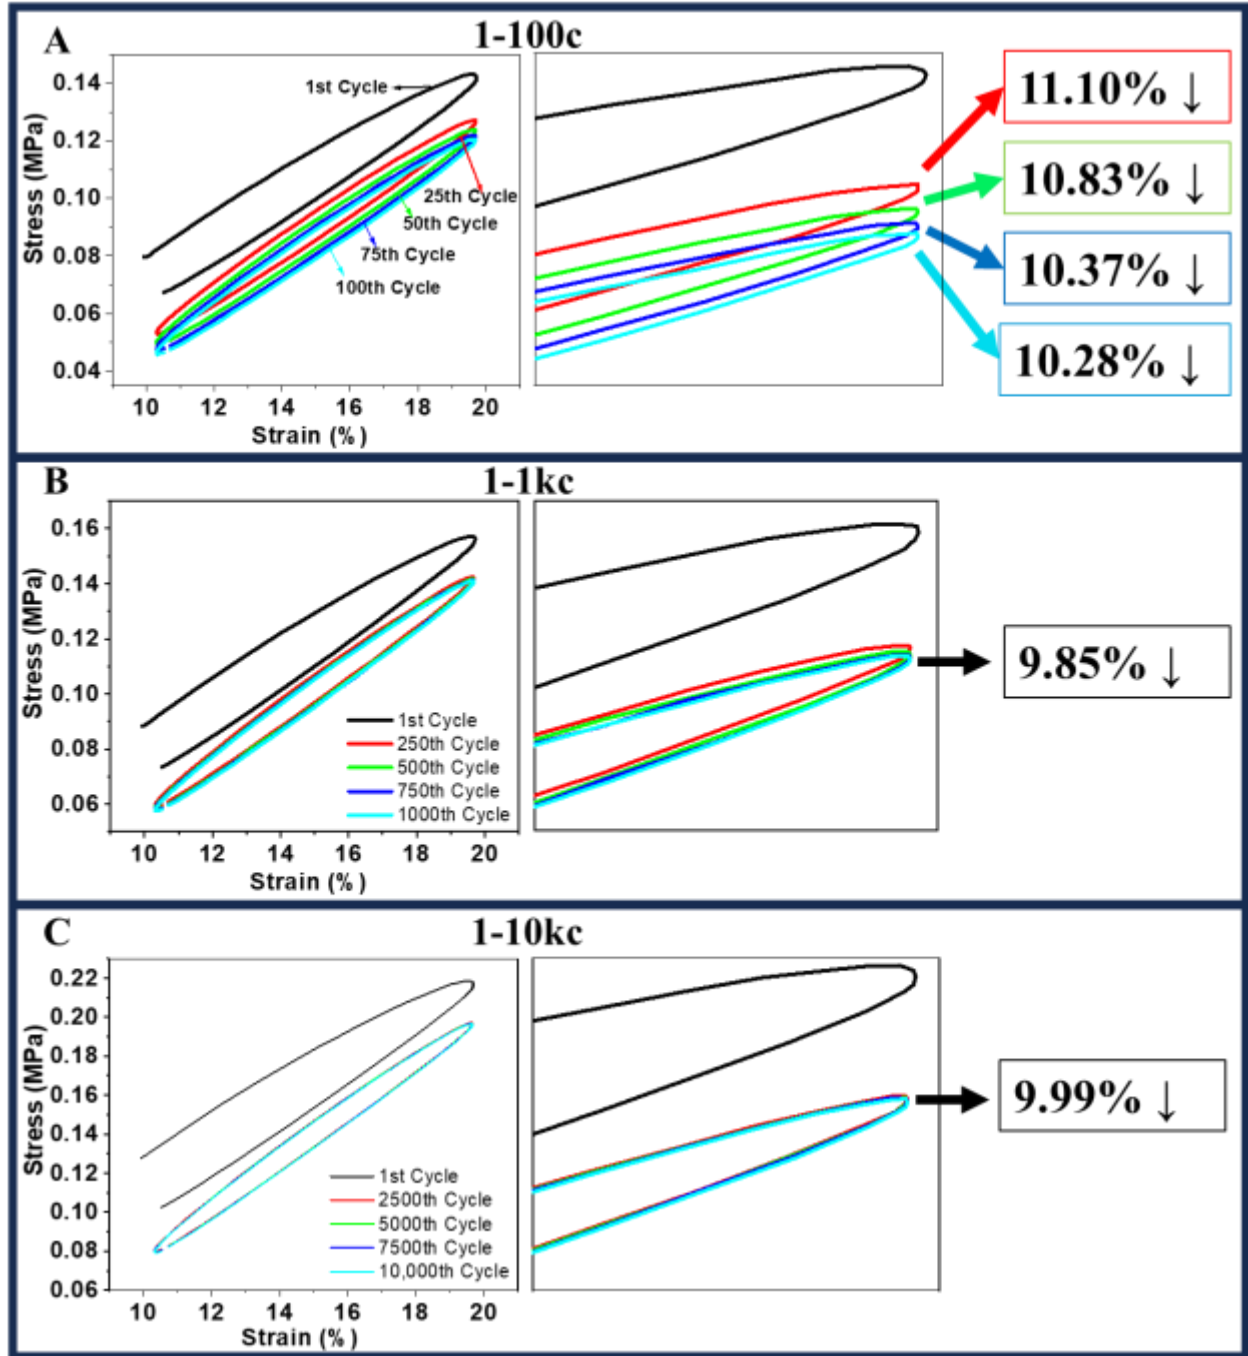 A
1-100c
0.14
0.12
0.10
0.08
0.06
0.04
Stress (MPa)
1st Cycle
25th Cycle
50th Cycle
75th Cycle
100th Cycle
10 12 14 16 18 20
Strain (%)
11.10% ↓
10.83% ↓
10.37% ↓
10.28% ↓
B
1-1kc
0.16
0.14
0.12
0.10
0.08
0.06
Stress (MPa)
1st Cycle
250th Cycle
500th Cycle
750th Cycle
1000th Cycle
10 12 14 16 18 20
Strain (%)
9.85% ↓
C
1-10kc
0.22
0.20
0.18
0.16
0.14
0.12
0.10
0.08
0.06
Stress (MPa)
1st Cycle
2500th Cycle
5000th Cycle
7500th Cycle
10,000th Cycle
10 12 14 16 18 20
Strain (%)
9.99% ↓